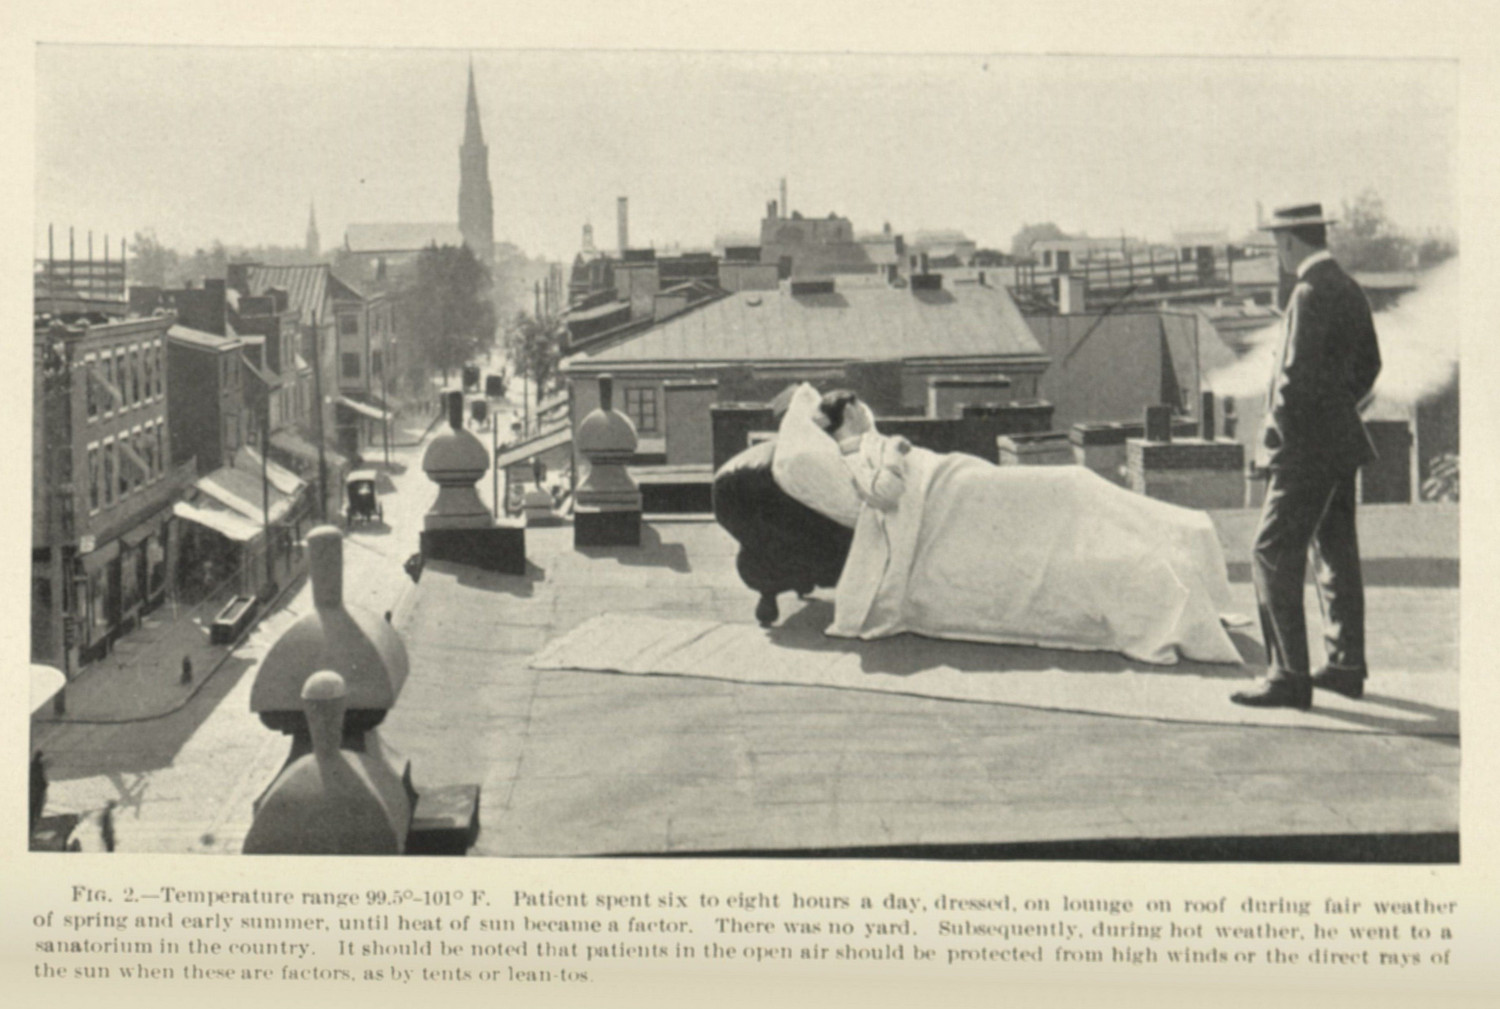 FIG. 2.—Temperature range 99.5°–101° F. Patient spent six to eight hours a day, dressed, on lounge on roof during fair weather
of spring and early summer, until heat of sun became a factor. There was no yard. Subsequently, during hot weather, he went to a
sanatorium in the country. It should be noted that patients in the open air should be protected from high winds or the direct rays of
the sun when these are factors, as by tents or lean-tos.